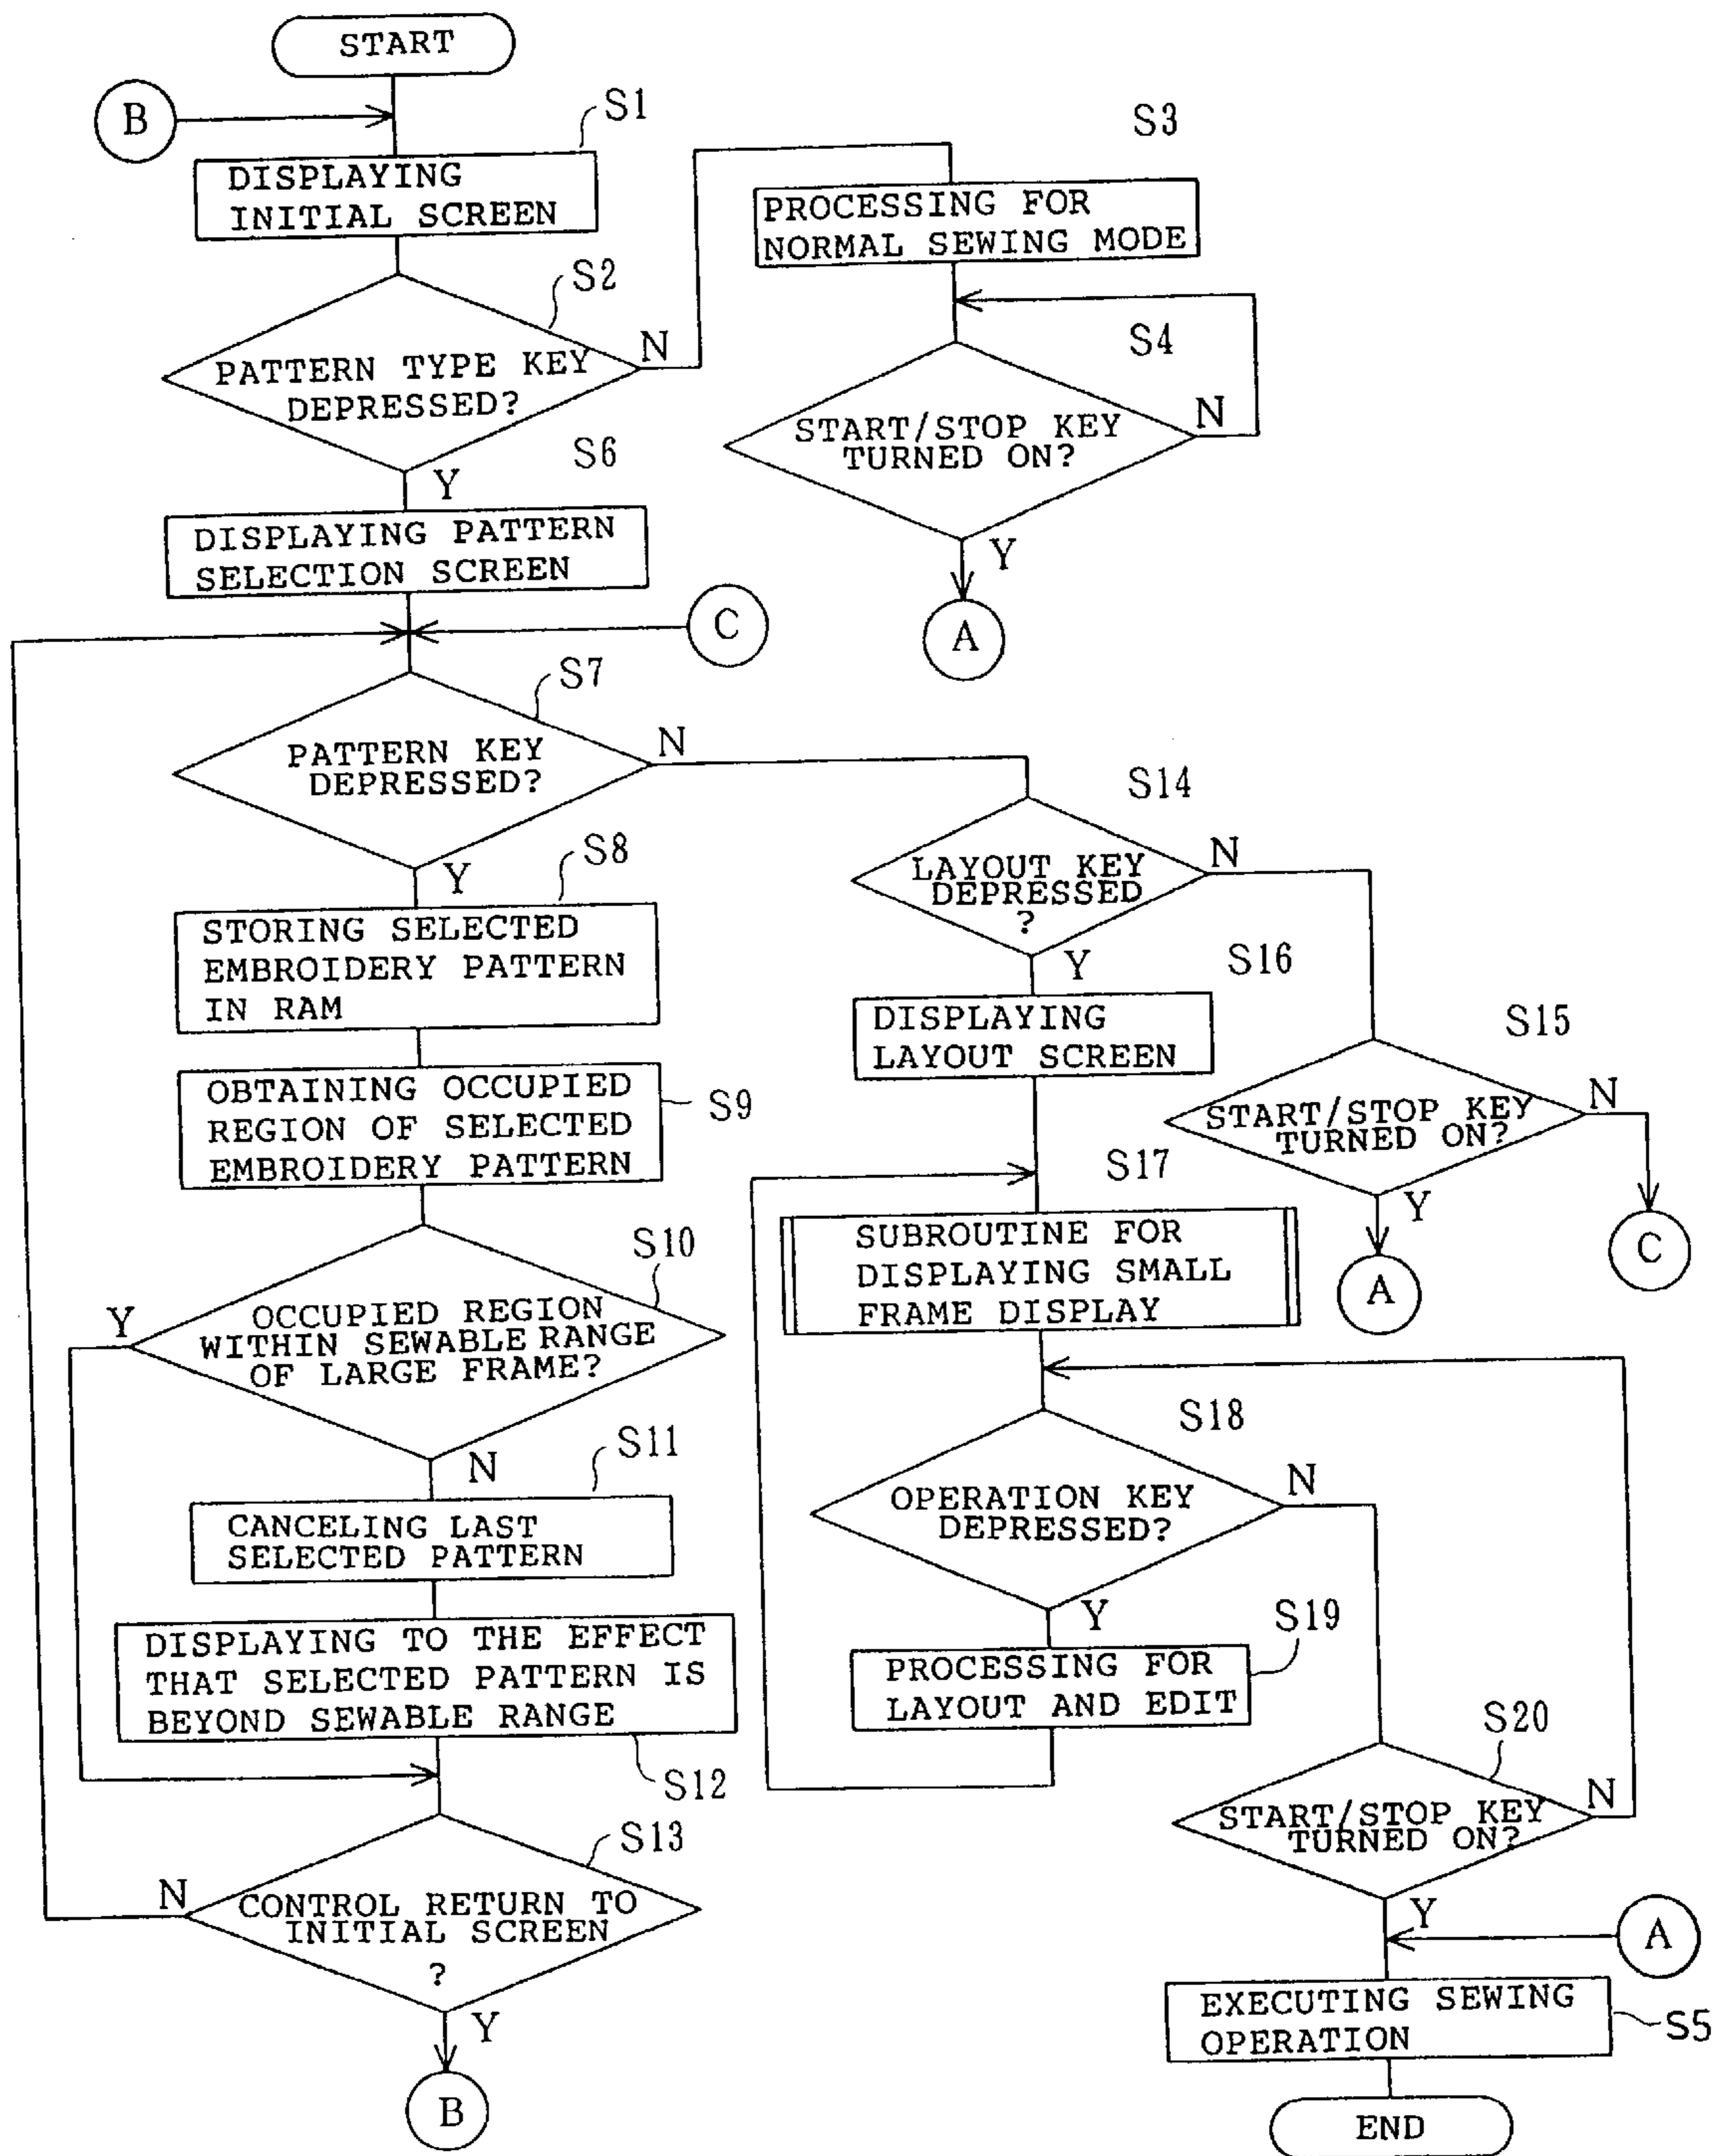 START
B
S1
DISPLAYING
INITIAL SCREEN
S2
PATTERN TYPE KEY
DEPRESSED?
N
Y
S3
PROCESSING FOR
NORMAL SEWING MODE
S4
START/STOP KEY
TURNED ON?
N
Y
A
S6
DISPLAYING PATTERN
SELECTION SCREEN
C
S7
PATTERN KEY
DEPRESSED?
N
Y
S8
STORING SELECTED
EMBROIDERY PATTERN
IN RAM
OBTAINING OCCUPIED
REGION OF SELECTED
EMBROIDERY PATTERN
S9
S10
Y
OCCUPIED REGION
WITHIN SEWABLE RANGE
OF LARGE FRAME?
N
S11
CANCELING LAST
SELECTED PATTERN
DISPLAYING TO THE EFFECT
THAT SELECTED PATTERN IS
BEYOND SEWABLE RANGE
S12
S13
N
CONTROL RETURN TO
INITIAL SCREEN
?
Y
B
S14
LAYOUT KEY
DEPRESSED
?
N
Y
S16
DISPLAYING
LAYOUT SCREEN
S15
START/STOP KEY
TURNED ON?
N
Y
A
C
S17
SUBROUTINE FOR
DISPLAYING SMALL
FRAME DISPLAY
S18
OPERATION KEY
DEPRESSED?
N
Y
S19
PROCESSING FOR
LAYOUT AND EDIT
S20
START/STOP KEY
TURNED ON?
N
Y
A
EXECUTING SEWING
OPERATION
S5
END